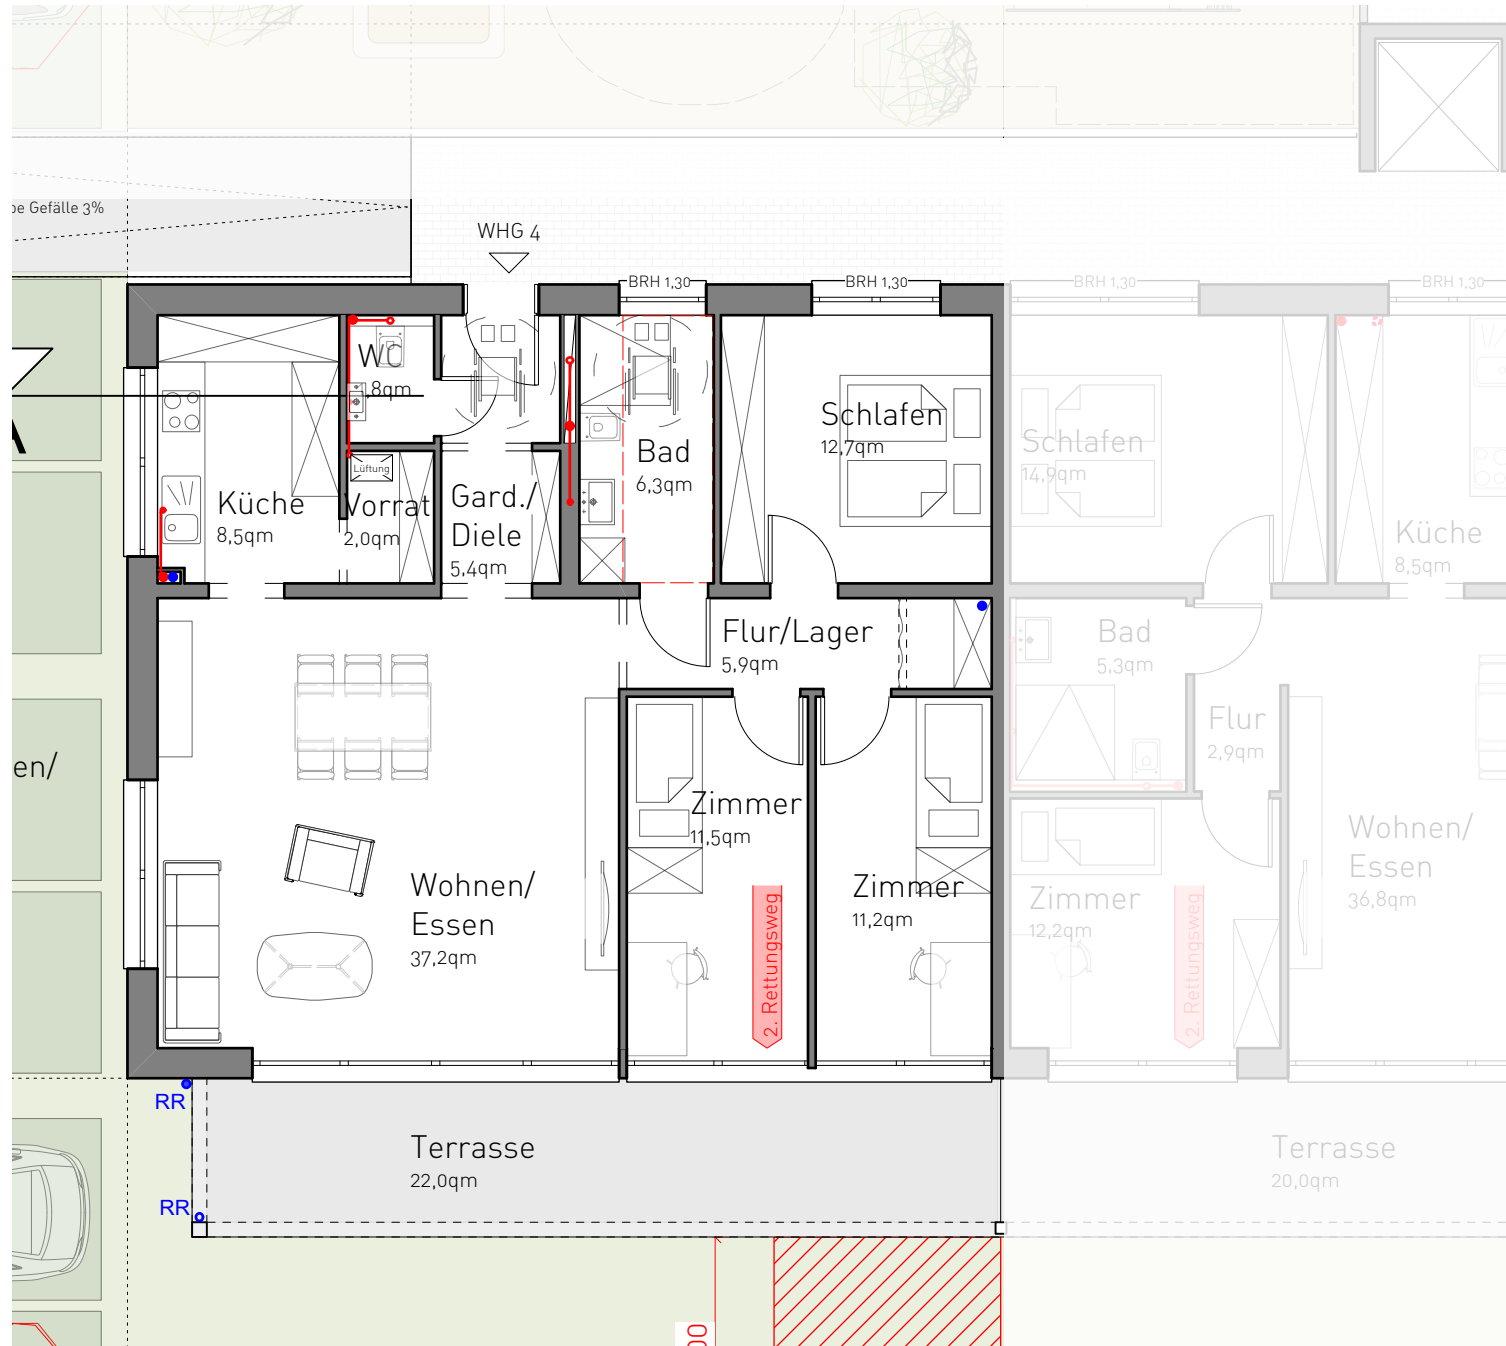 be Gefälle 3%
WHG 4
BRH 1,30
BRH 1,30
BRH 1,30
BRH 1,30
WC
,8qm
Lüftung
Küche
8,5qm
Vorrat
2,0qm
Gard./
Diele
5,4qm
Bad
6,3qm
Schlafen
12,7qm
Schlafen
14,9qm
Küche
8,5qm
Flur/Lager
5,9qm
Bad
5,3qm
Flur
2,9qm
en/
Zimmer
11,5qm
Wohnen/
Essen
37,2qm
Zimmer
11,2qm
2. Rettungsweg
Zimmer
12,2qm
2. Rettungsweg
Wohnen/
Essen
36,8qm
RR
Terrasse
22,0qm
Terrasse
20,0qm
RR
00